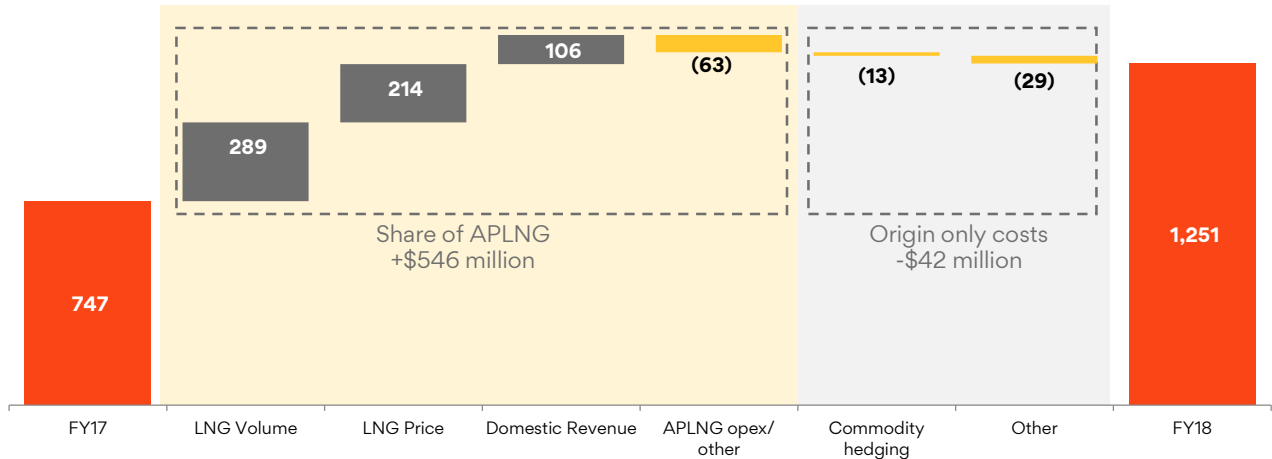 106
(63)
(13)
(29)
214
289
Share of APLNG
+$546 million
Origin only costs
-$42 million
1,251
747
FY17
LNG Volume
LNG Price
Domestic Revenue
APLNG opex/
other
Commodity
hedging
Other
FY18